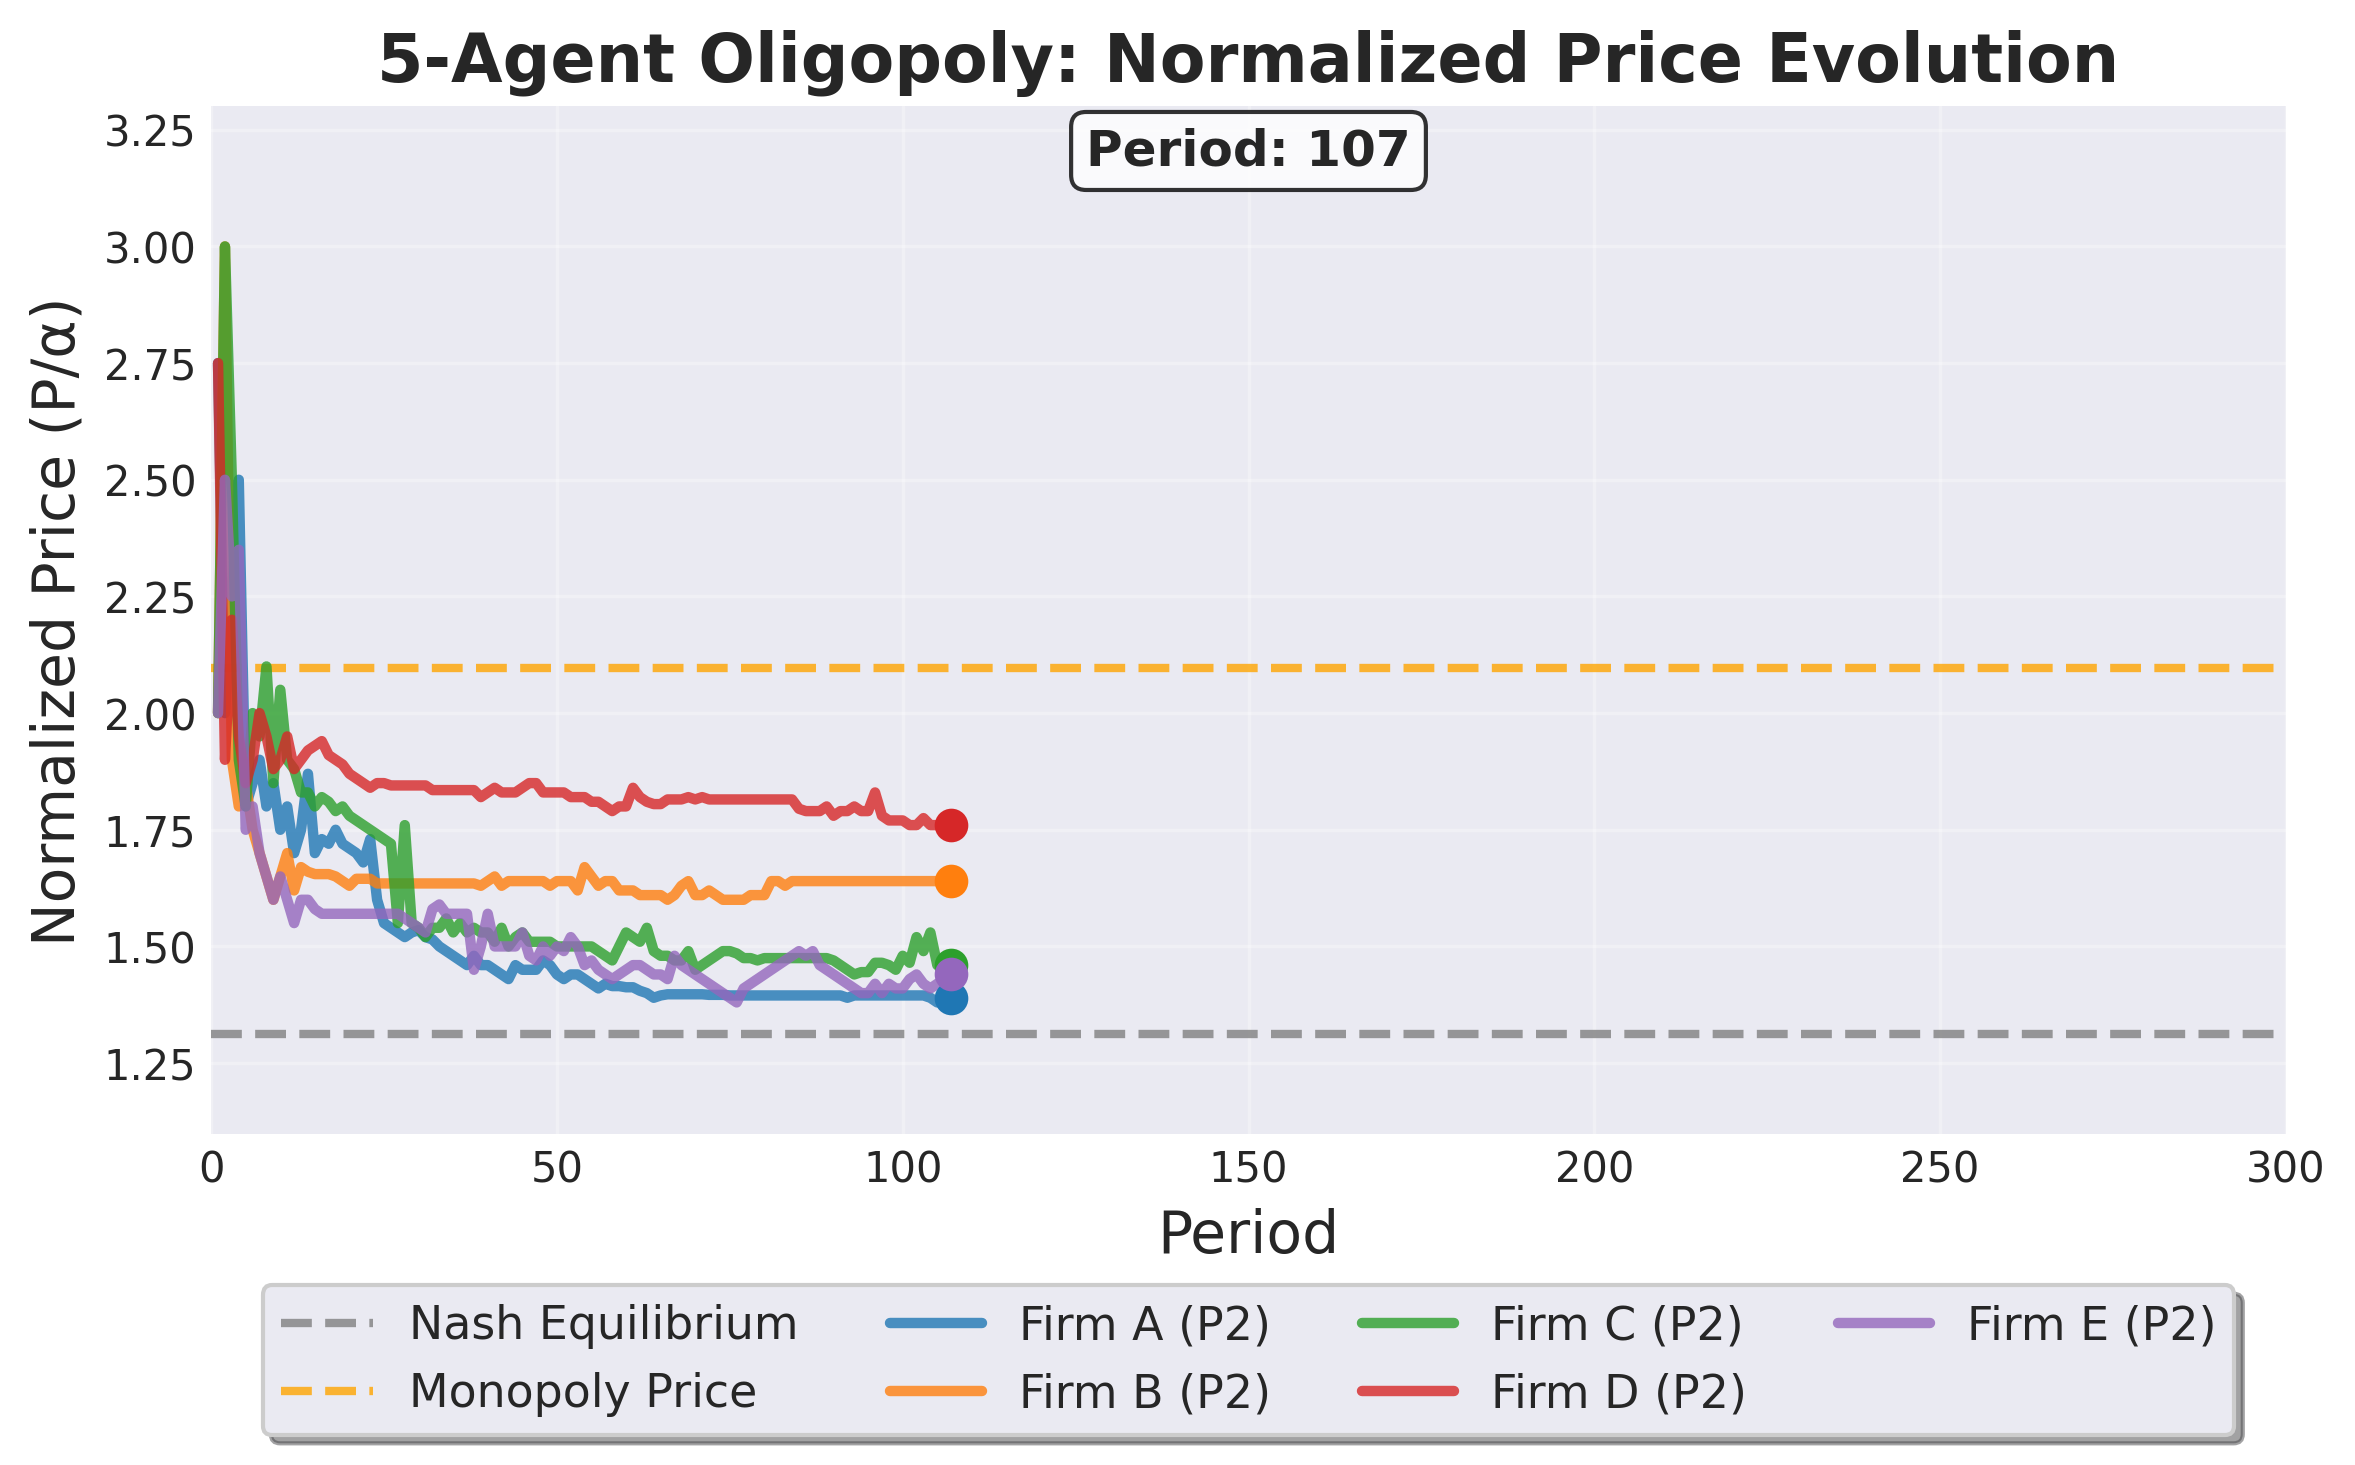 5-Agent Oligopoly: Normalized Price Evolution
Period: 107
Normalized Price (P/α)
3.25
3.00
2.75
2.50
2.25
2.00
1.75
1.50
1.25
0 50 100 150 200 250 300
Period
Nash Equilibrium Firm A (P2) Firm C (P2) Firm E (P2)
Monopoly Price Firm B (P2) Firm D (P2)